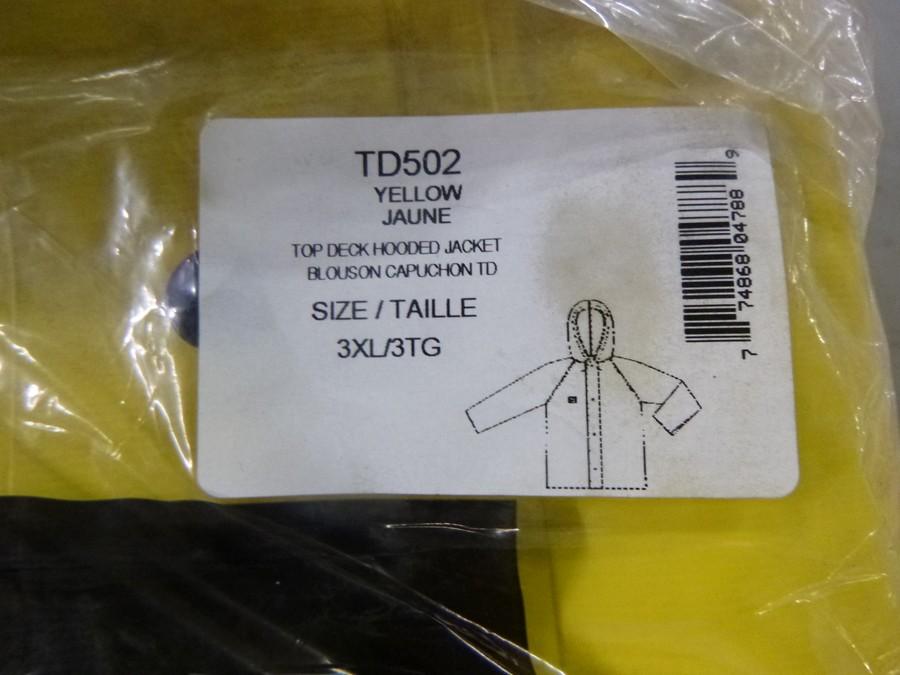 TD502
YELLOW
JAUNE
TOP DECK HOODED JACKET
BLOUSON CAPUCHON TD
SIZE / TAILLE
3XL/3TG
7 74868 04788 9